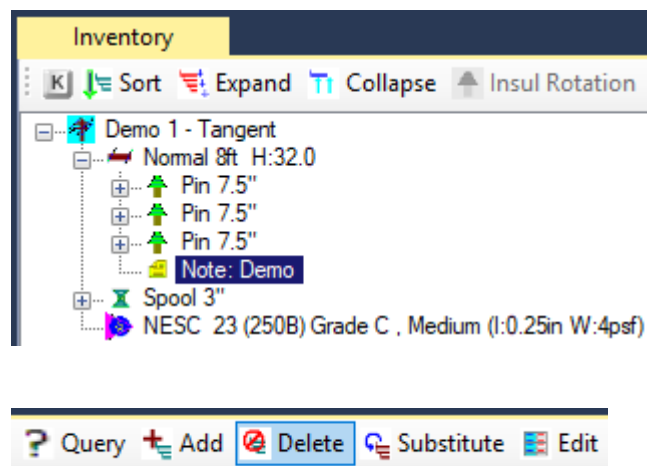 Inventory
K Sort Expand Collapse Insul Rotation
Demo 1 - Tangent
Normal 8ft H:32.0
Pin 7.5"
Pin 7.5"
Pin 7.5"
Note: Demo
Spool 3"
NESC 23 (250B) Grade C , Medium (I:0.25in W:4psf)
? Query Add Delete Substitute Edit